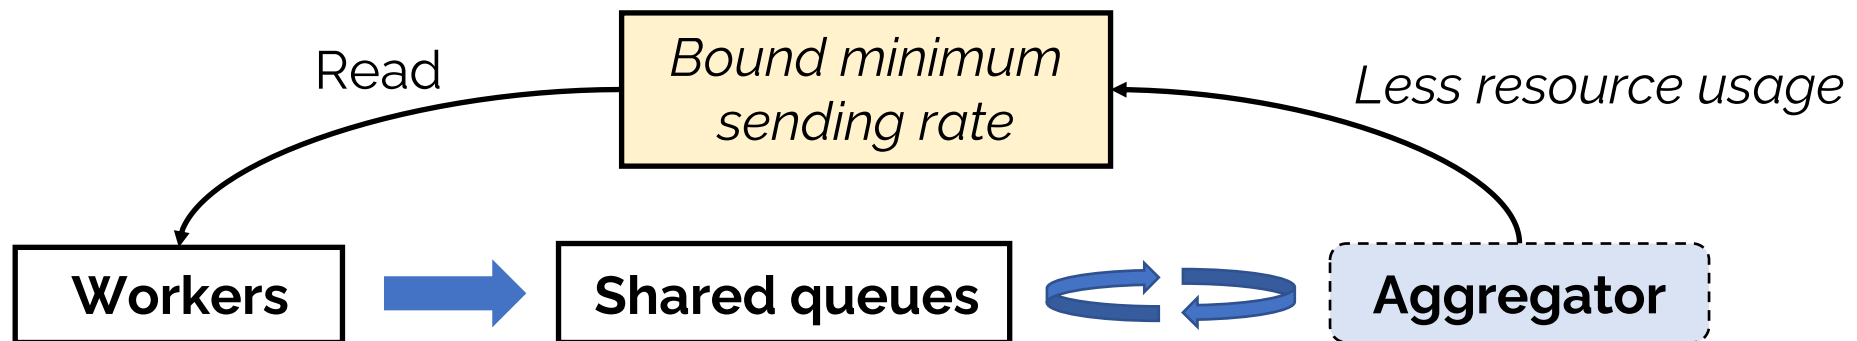 Read
Bound minimum
sending rate
Less resource usage
Workers
Shared queues
Aggregator